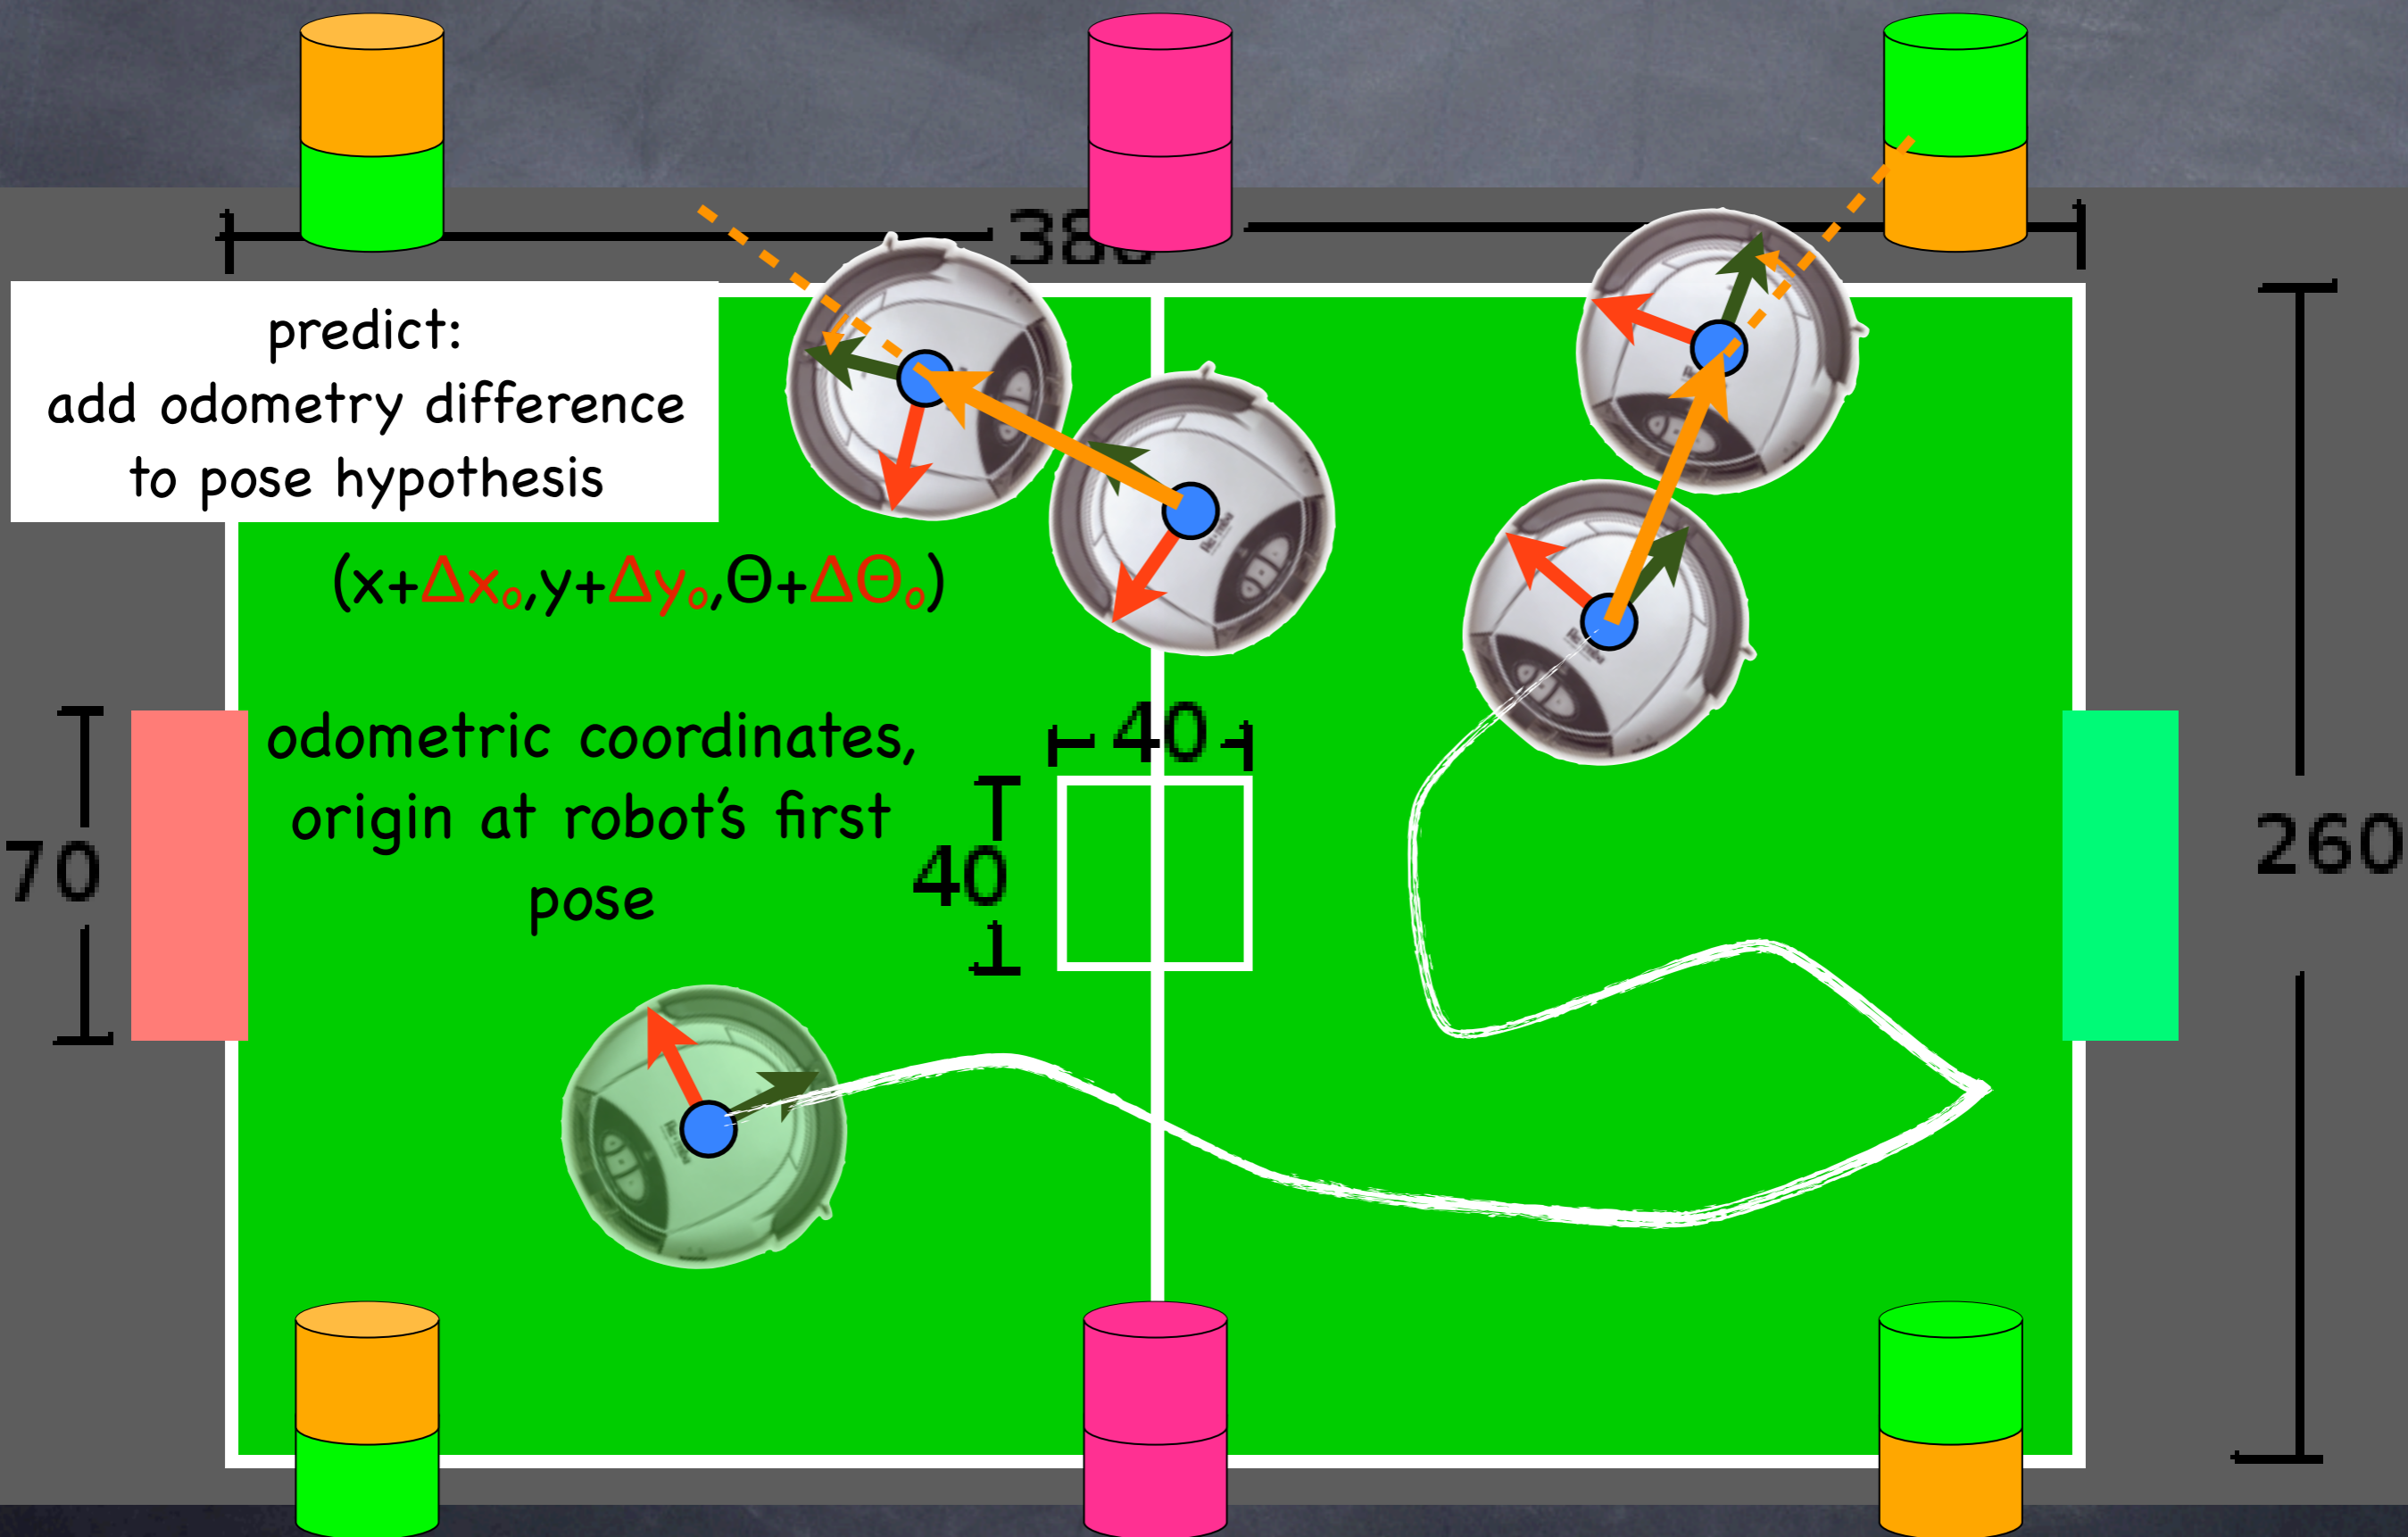 380
predict:
add odometry difference
to pose hypothesis
(x+Δxₒ,y+Δyₒ,Θ+ΔΘₒ)
odometric coordinates,
origin at robot's first
pose
40
40
70
260